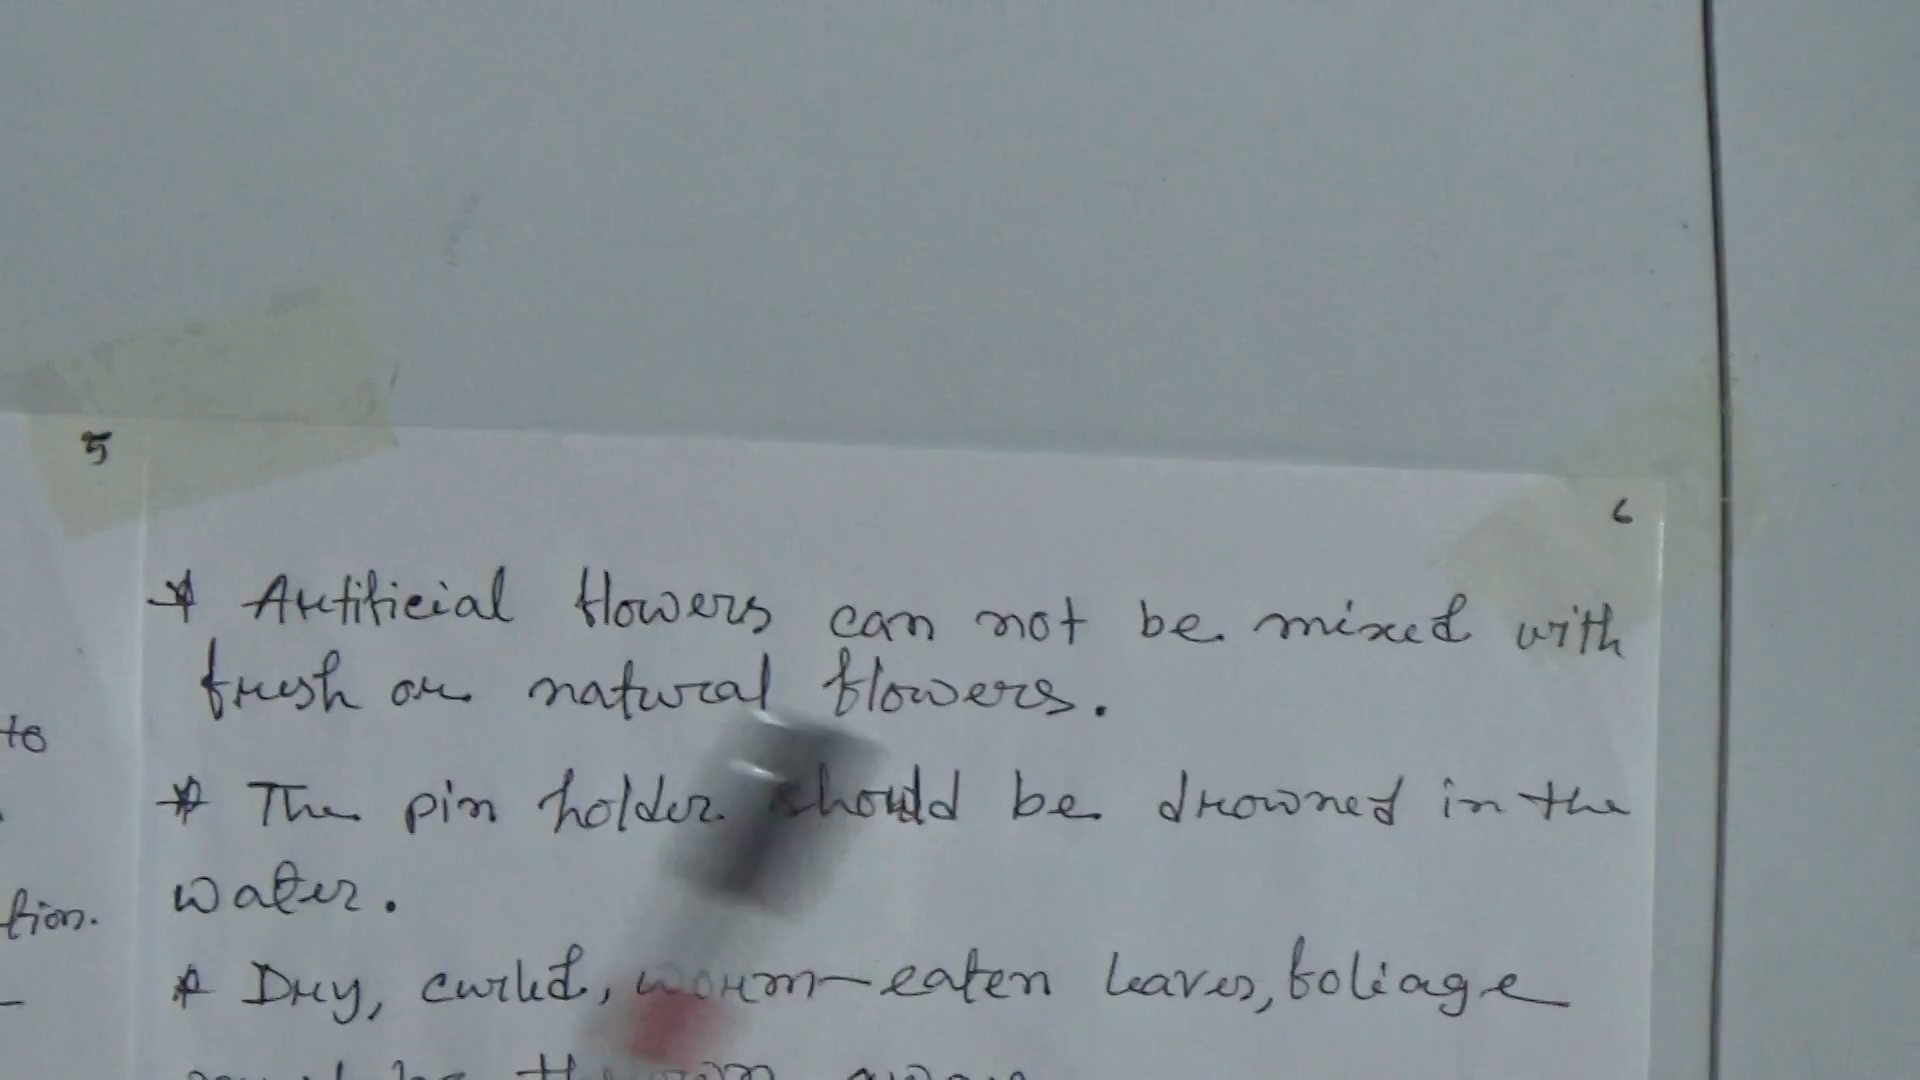 5
6
* Artificial flowers can not be mixed with
fresh or natural flowers.
to
* The pin holder should be drowned in the
water.
tion.
* Dry, curled, worm-eaten leaves, foliage